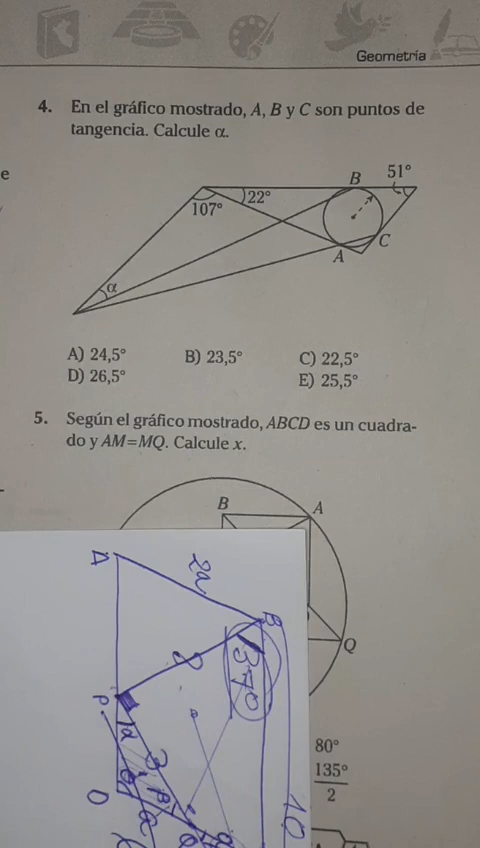 Geometría
4. En el gráfico mostrado, A, B y C son puntos de
tangencia. Calcule α.
e
B 51°
107° 22°
C
A
α
A) 24,5° B) 23,5° C) 22,5°
D) 26,5° E) 25,5°
5. Según el gráfico mostrado, ABCD es un cuadra-
do y AM=MQ. Calcule x.
B A
Q
A 2a B
370
P
D
10
80°
135°
2